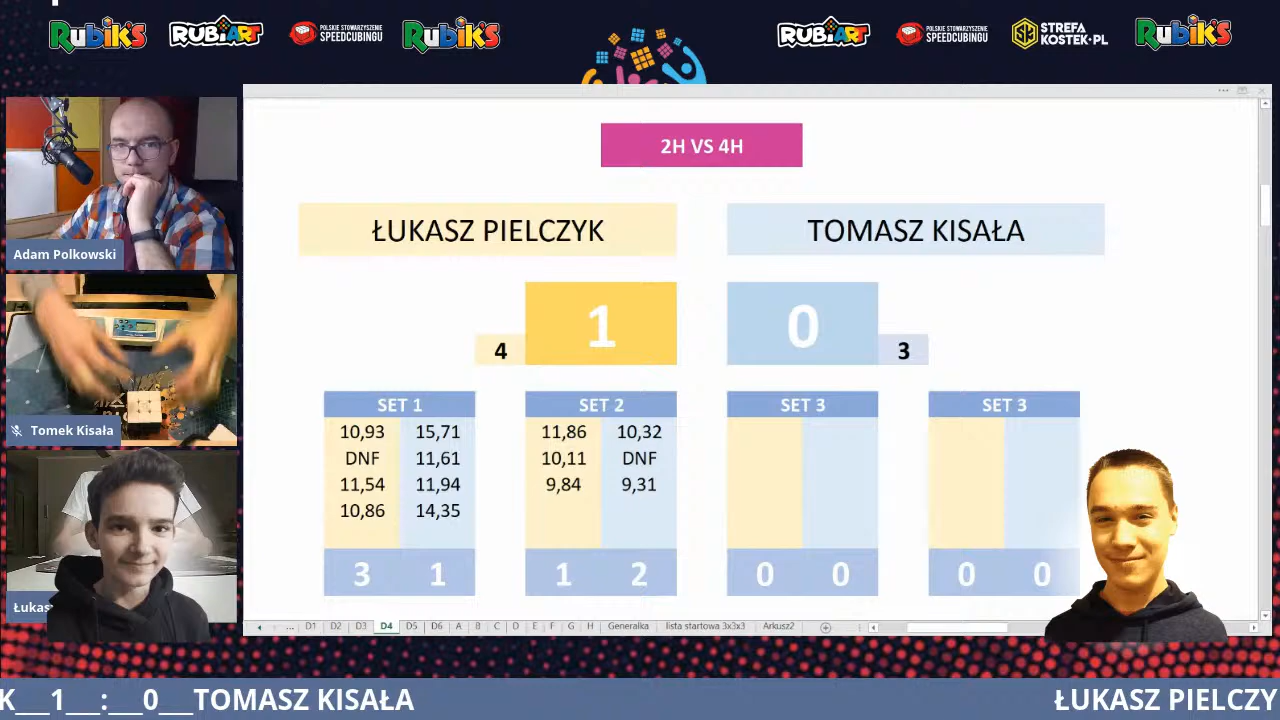 RUBiK'S
RUBiART
POLSKIE STOWARZYSZENIE
SPEEDCUBINGU
RUBiK'S
RUBiART
POLSKIE STOWARZYSZENIE
SPEEDCUBINGU
STREFA
KOSTEK•PL
RUBiK'S
Adam Polkowski
Tomek Kisała
Łukas
2H VS 4H
ŁUKASZ PIELCZYK
TOMASZ KISAŁA
4 1 0 3
SET 1 SET 2 SET 3 SET 3
10,93 15,71 11,86 10,32
DNF 11,61 10,11 DNF
11,54 11,94 9,84 9,31
10,86 14,35
3 1 1 2 0 0 0 0
... D1 D2 D3 D4 D5 D6 A B C D E F G H Generalka lista startowa 3x3x3 Arkusz2
K___1___:___0___TOMASZ KISAŁA ŁUKASZ PIELCZY